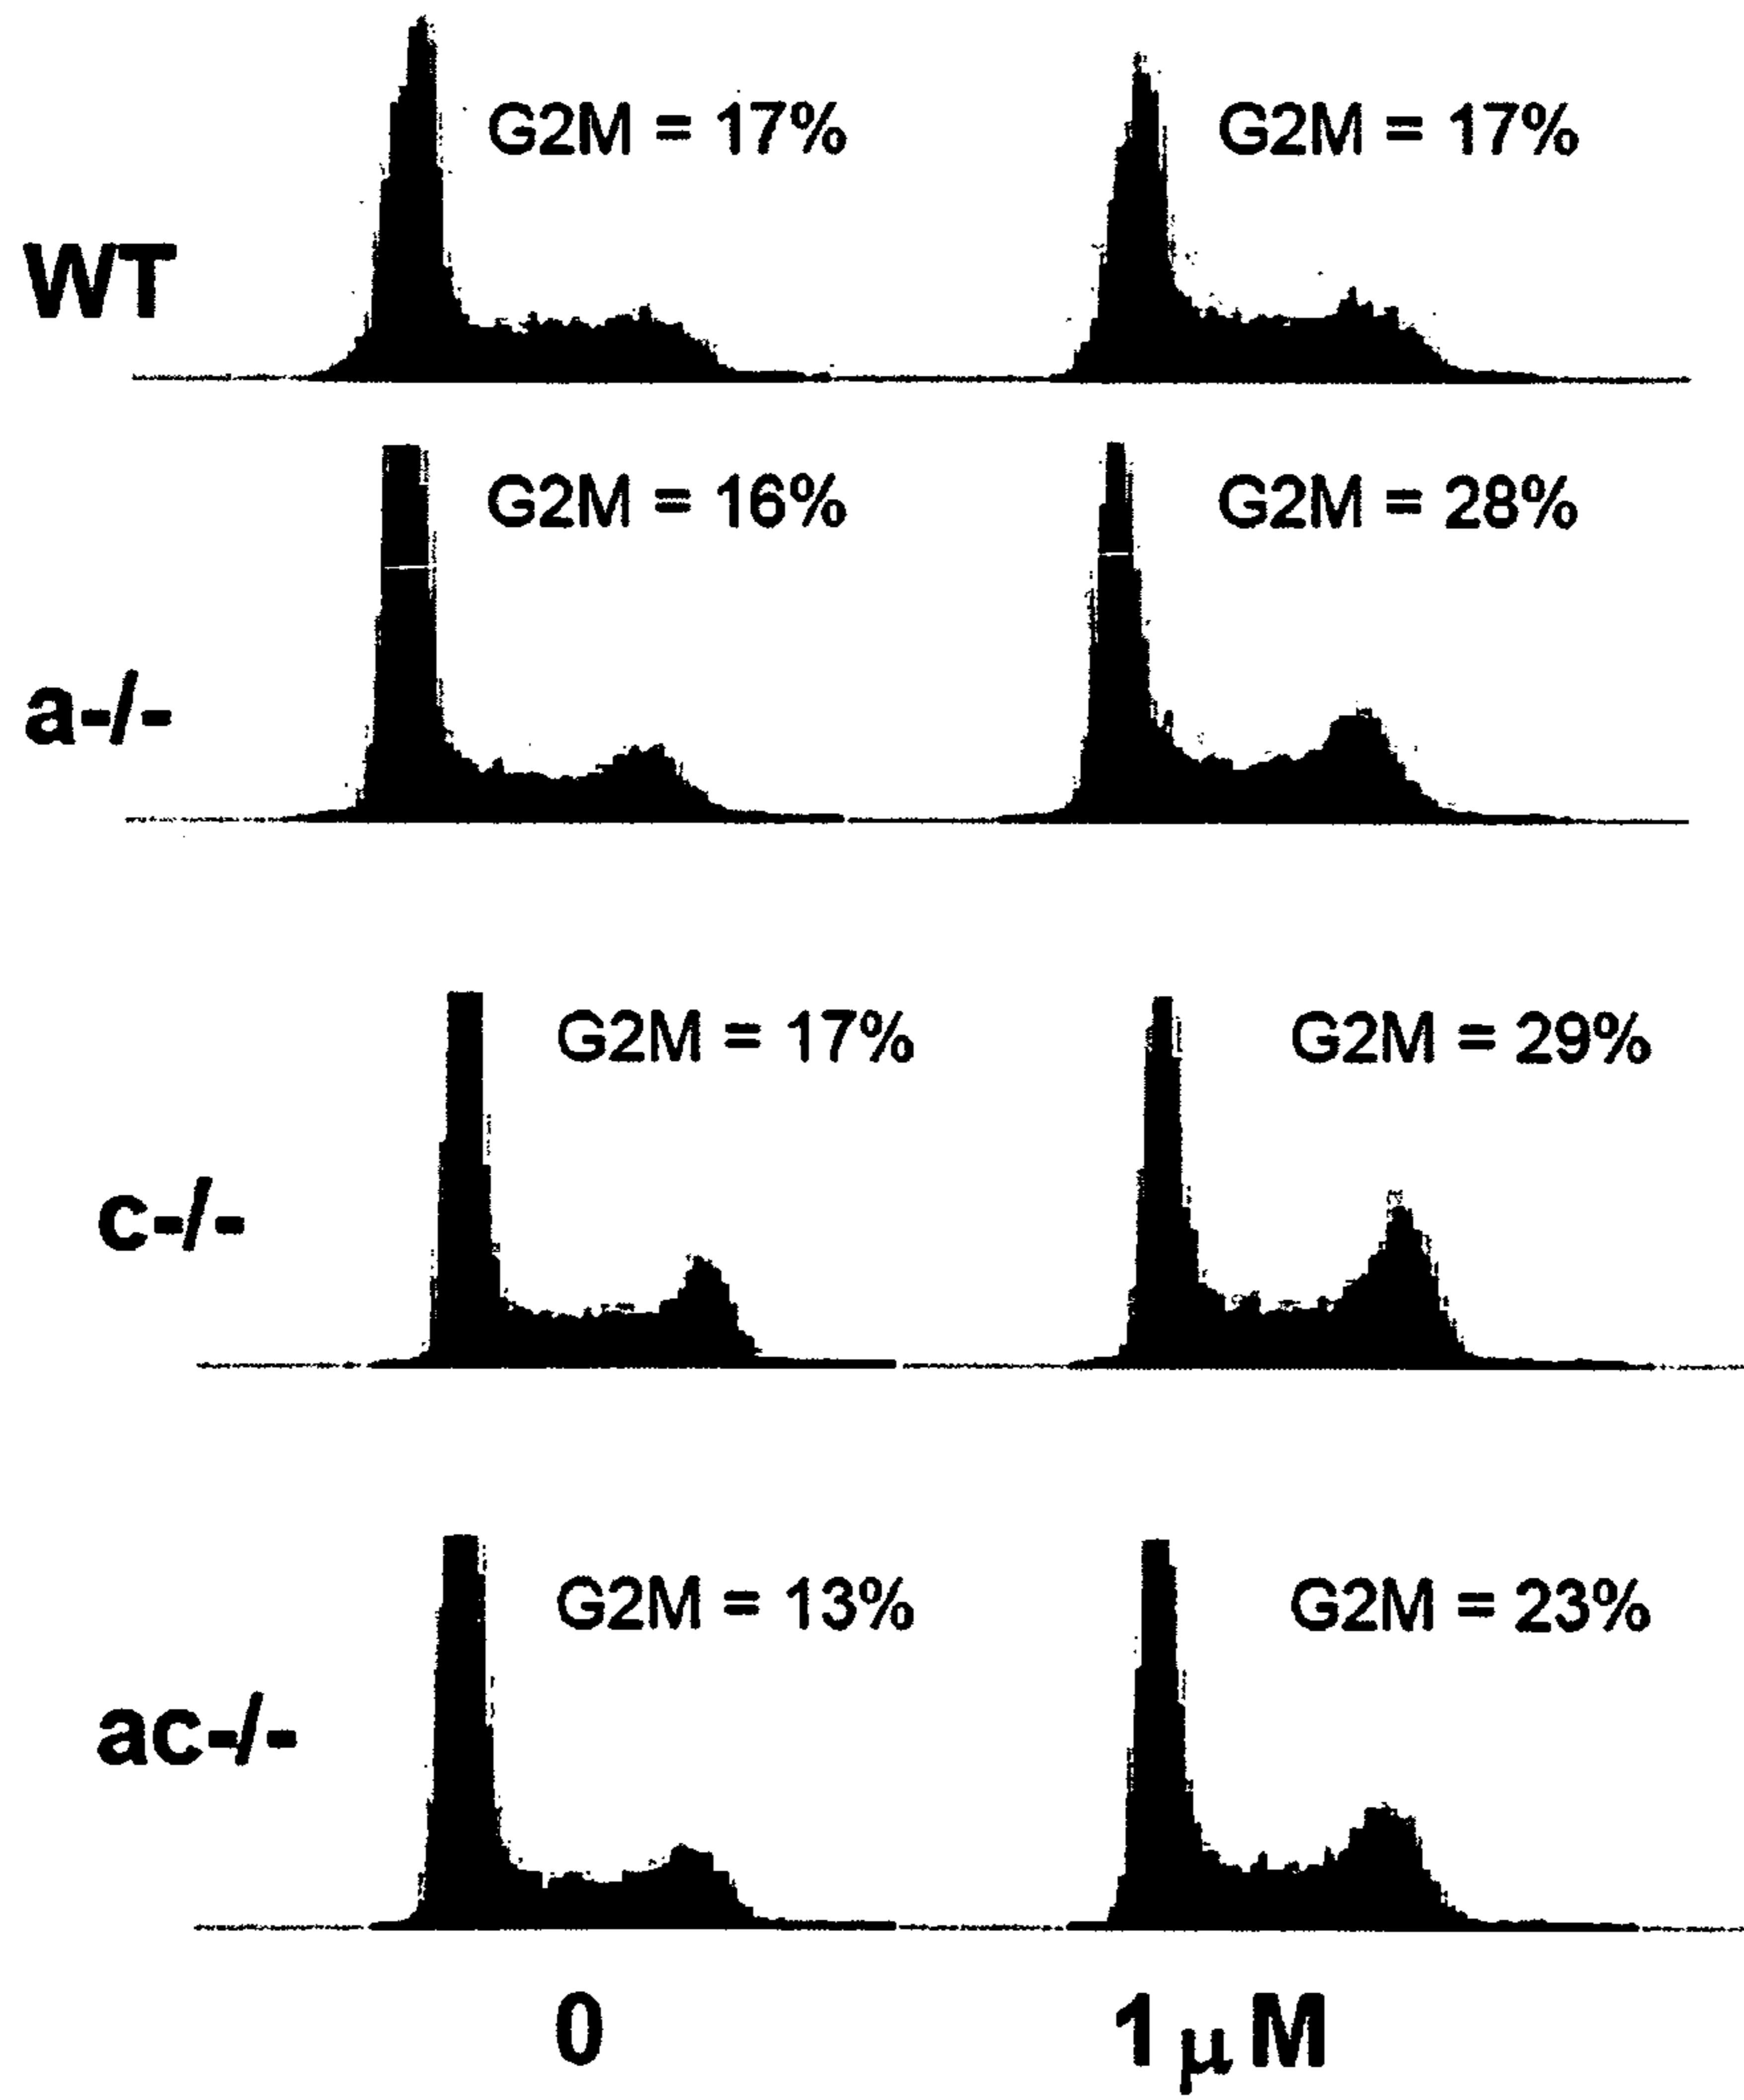 G2M = 17% G2M = 17%
WT
G2M = 16% G2M = 28%
a-/-
G2M = 17% G2M = 29%
c-/-
G2M = 13% G2M = 23%
ac-/-
0 1 μM